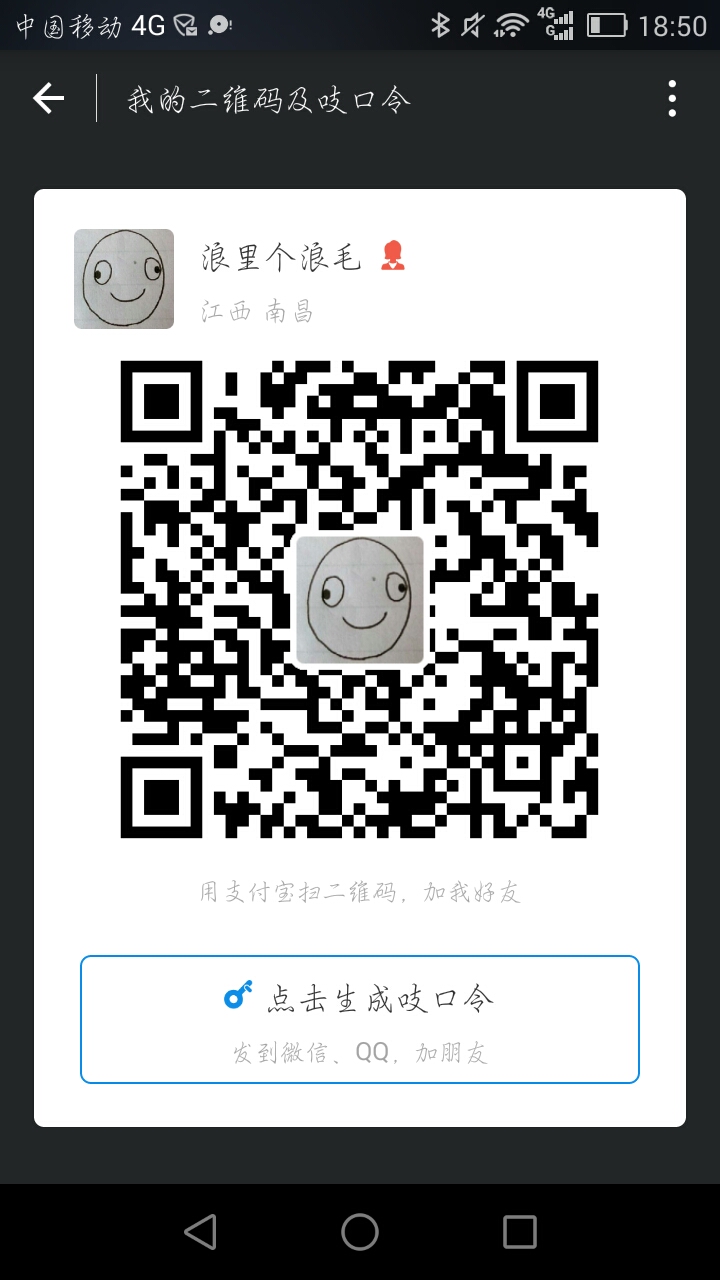 中国移动 4G 4G G 18:50
我的二维码及吱口令
浪里个浪毛
江西 南昌
用支付宝扫二维码，加我好友
点击生成吱口令
发到微信、QQ，加朋友